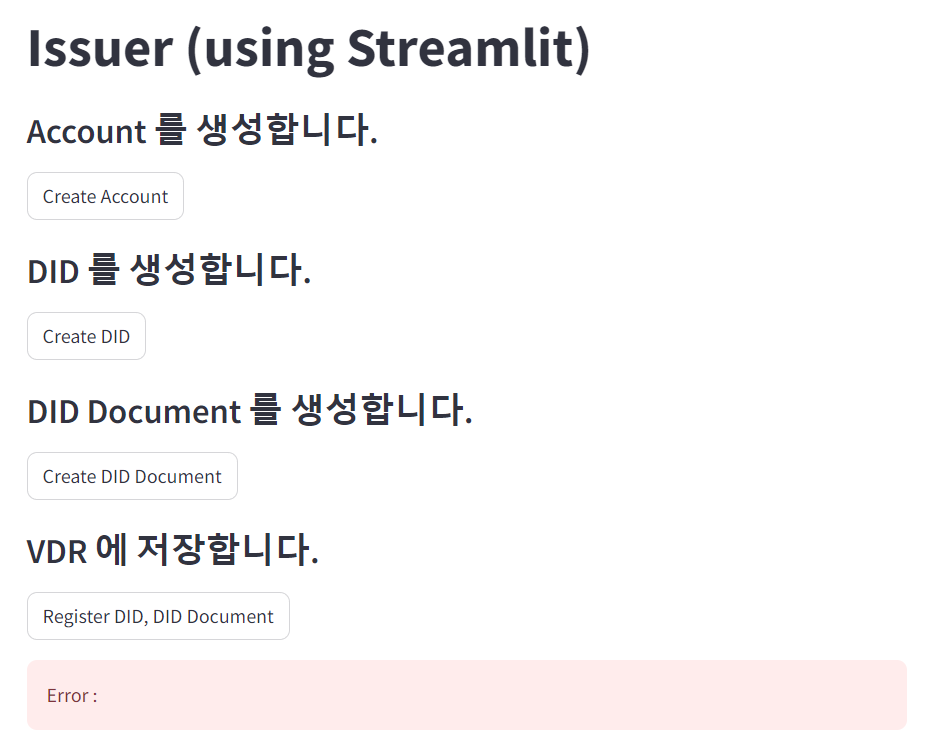 Issuer (using Streamlit)
Account 를 생성합니다.
Create Account
DID 를 생성합니다.
Create DID
DID Document 를 생성합니다.
Create DID Document
VDR 에 저장합니다.
Register DID, DID Document
Error :